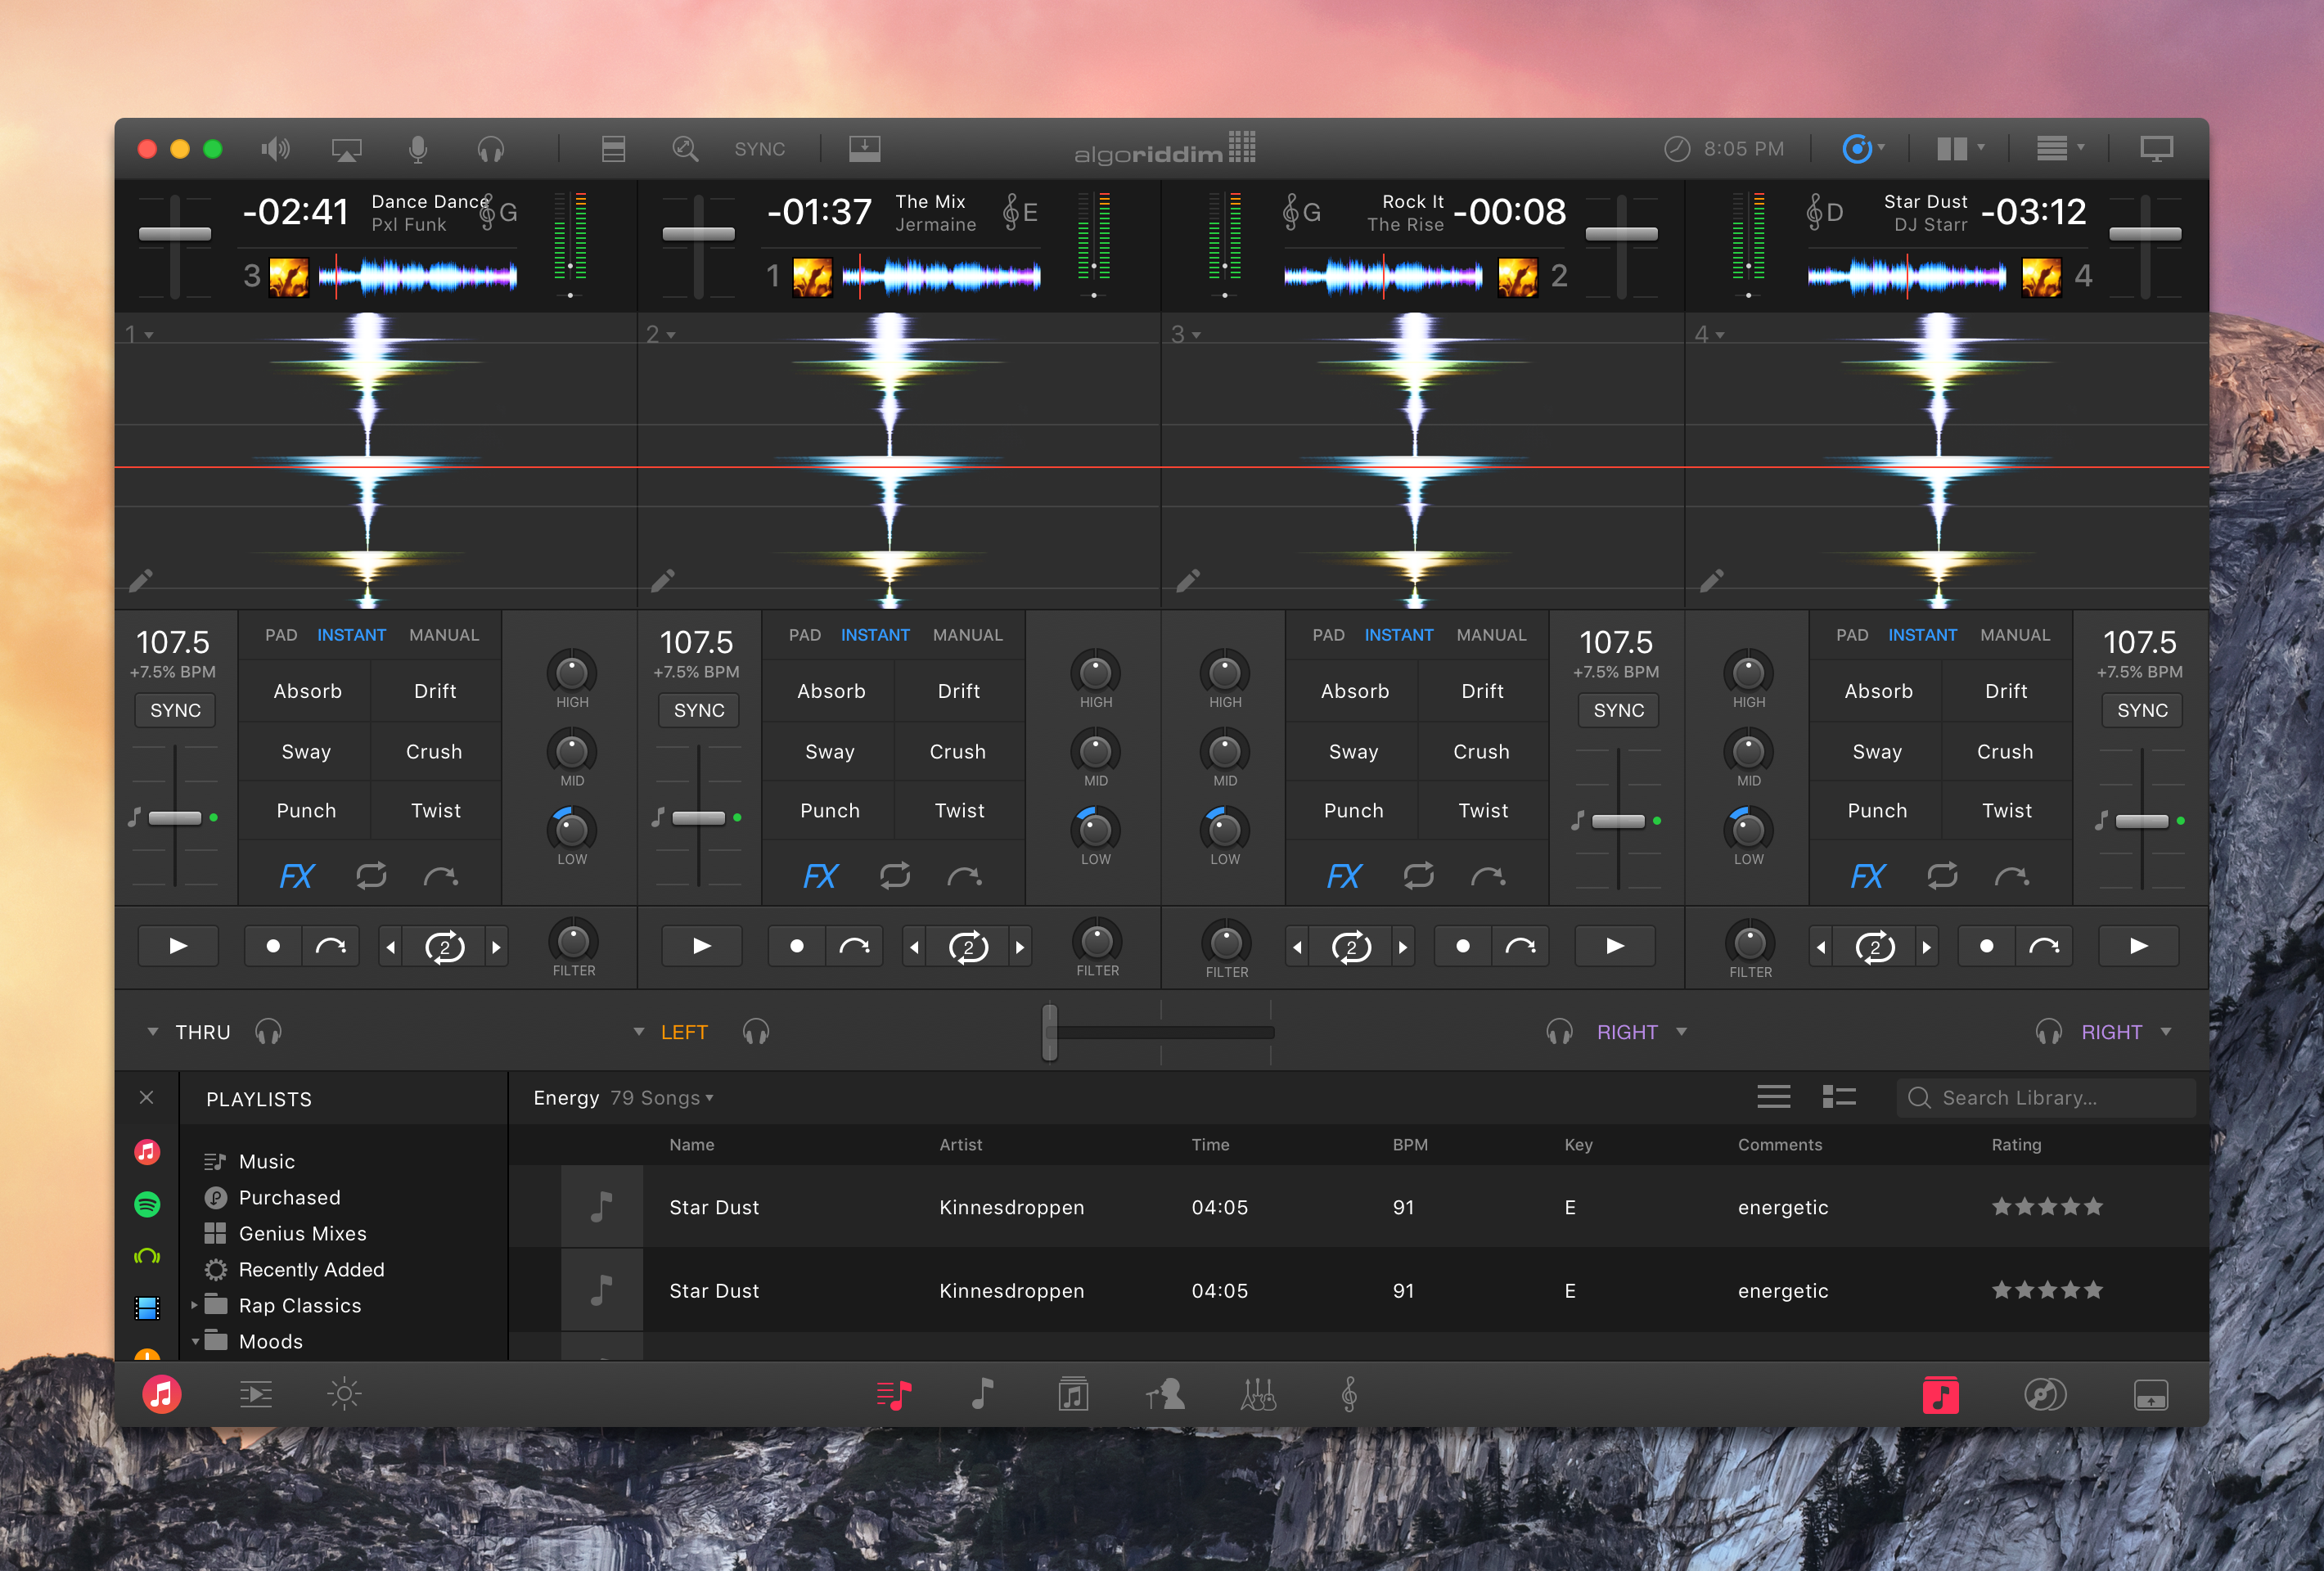 SYNC
algoriddim
8:05 PM
-02:41
Dance Dance
Pxl Funk
G
3
-01:37
The Mix
Jermaine
E
1
G
Rock It
The Rise
-00:08
2
D
Star Dust
DJ Starr
-03:12
4
1
2
3
4
107.5
+7.5% BPM
SYNC
PAD INSTANT MANUAL
Absorb Drift
Sway Crush
Punch Twist
FX
HIGH
MID
LOW
107.5
+7.5% BPM
SYNC
PAD INSTANT MANUAL
Absorb Drift
Sway Crush
Punch Twist
FX
HIGH
MID
LOW
HIGH
MID
LOW
PAD INSTANT MANUAL
Absorb Drift
Sway Crush
Punch Twist
FX
107.5
+7.5% BPM
SYNC
HIGH
MID
LOW
PAD INSTANT MANUAL
Absorb Drift
Sway Crush
Punch Twist
FX
107.5
+7.5% BPM
SYNC
2
FILTER
2
FILTER
FILTER
2
FILTER
2
THRU
LEFT
RIGHT
RIGHT
PLAYLISTS
Music
Purchased
Genius Mixes
Recently Added
Rap Classics
Moods
Energy 79 Songs
Search Library...
Name Artist Time BPM Key Comments Rating
Star Dust Kinnesdroppen 04:05 91 E energetic
Star Dust Kinnesdroppen 04:05 91 E energetic